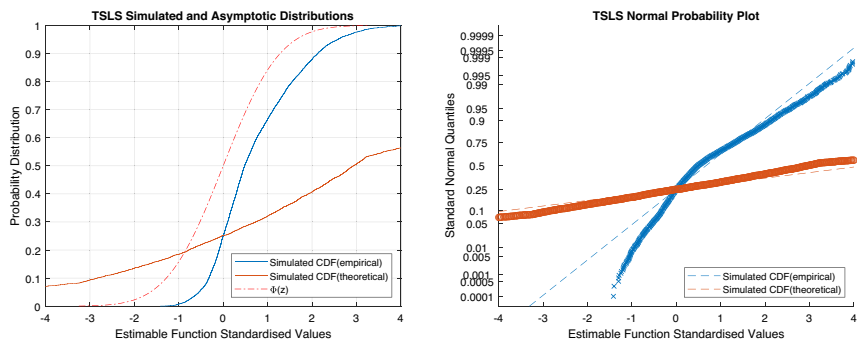 TSLS Simulated and Asymptotic Distributions
Probability Distribution
1
0.9
0.8
0.7
0.6
0.5
0.4
0.3
0.2
0.1
0
-4 -3 -2 -1 0 1 2 3 4
Estimable Function Standardised Values
Simulated CDF(empirical)
Simulated CDF(theoretical)
Φ(z)
TSLS Normal Probability Plot
Standard Normal Quantiles
0.9999
0.9995
0.999
0.995
0.99
0.95
0.9
0.75
0.5
0.25
0.1
0.05
0.01
0.005
0.001
0.0005
0.0001
-4 -3 -2 -1 0 1 2 3 4
Estimable Function Standardised Values
Simulated CDF(empirical)
Simulated CDF(theoretical)